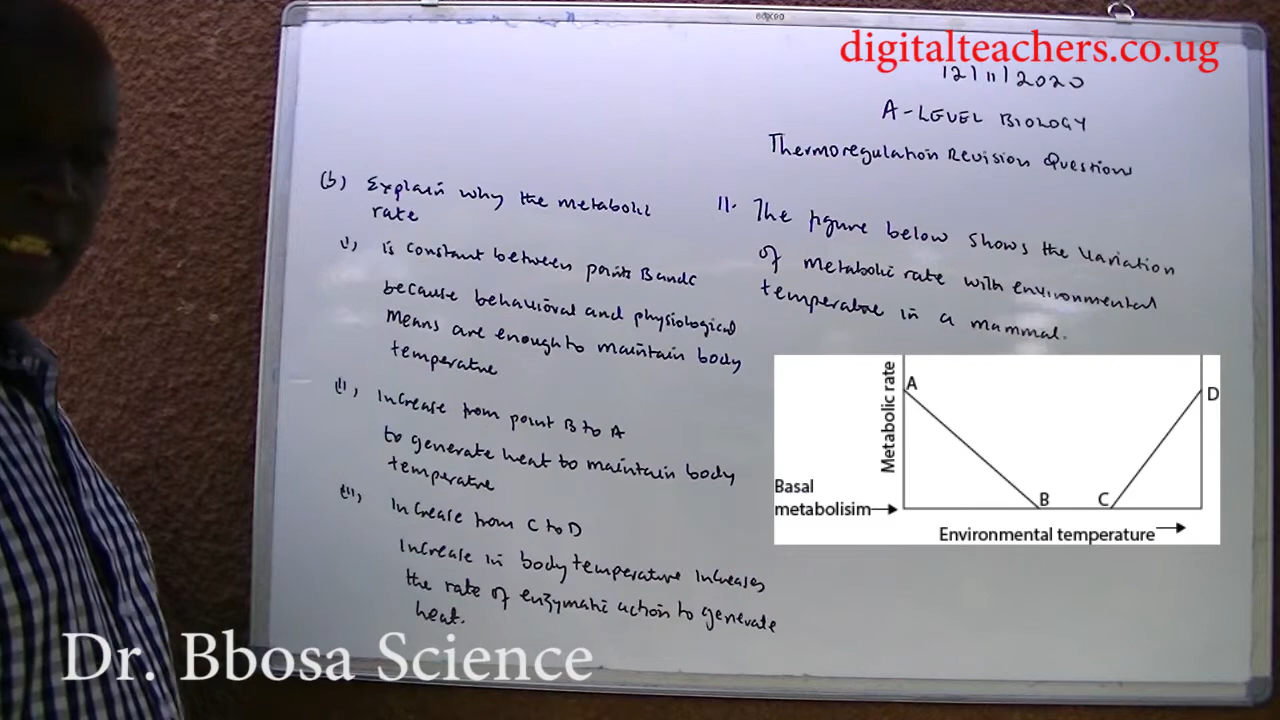 digitalteachers.co.ug
12/11/2020
A-LEVEL BIOLOGY
Thermoregulation Revision Question
11. The figure below shows the variation
of metabolic rate with environmental
temperature in a mammal.
A
D
Metabolic rate
B
C
Basal
metabolisim
Environmental temperature
(b) Explain why the metabolic
rate
i) is constant between points B and C
because behavioral and physiological
means are enough to maintain body
temperature
ii) Increase from point B to A
to generate heat to maintain body
temperature
iii) Increase from C to D
Increase in body temperature increases
the rate of enzymatic action to generate
heat.
Dr. Bbosa Science